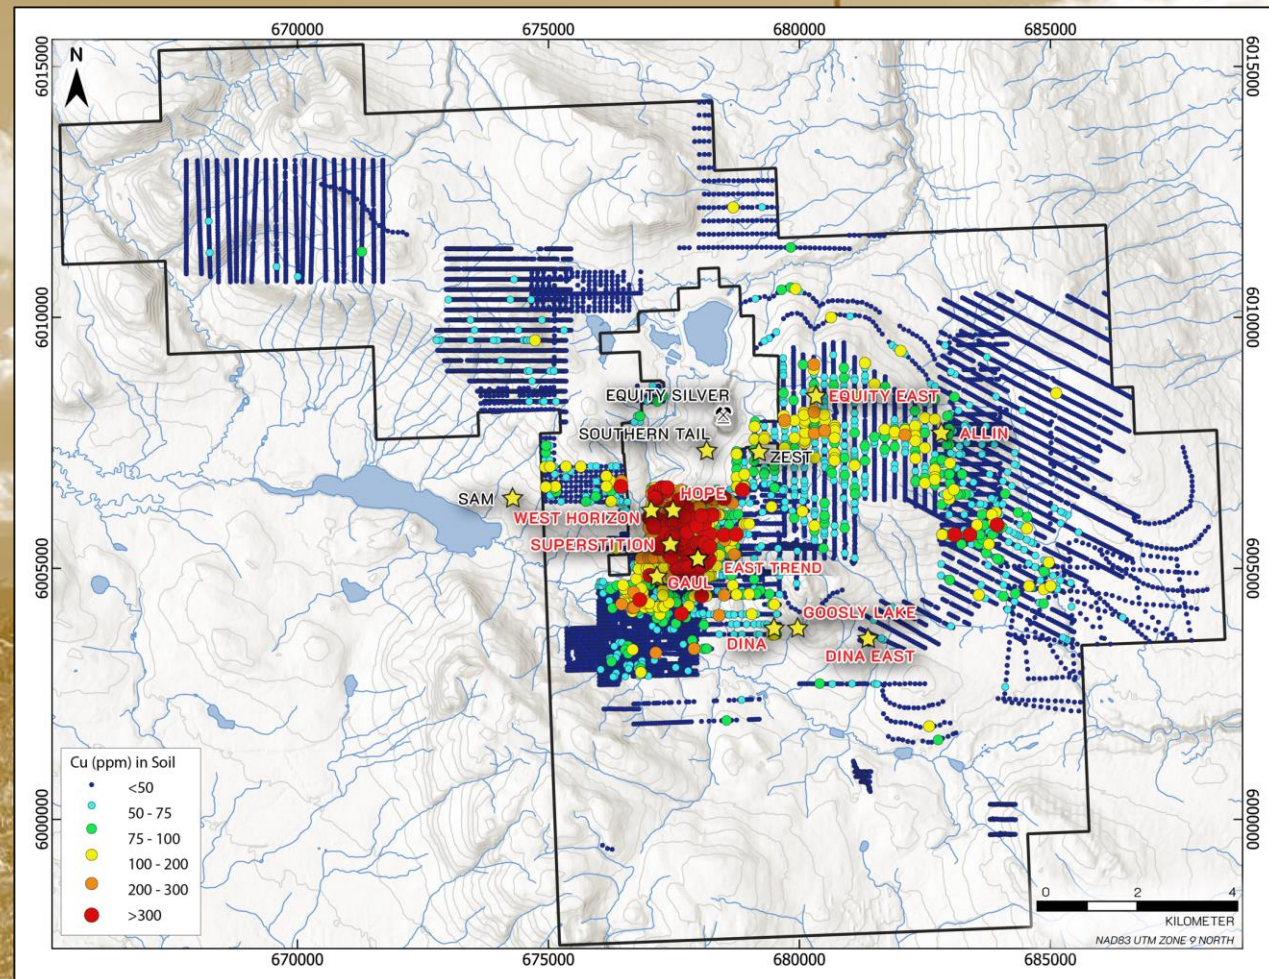 670000 675000 680000 685000
6015000 6015000
N
6010000 6010000
EQUITY SILVER
EQUITY EAST
SOUTHERN TAIL
ALLIN
ZEST
SAM
HOPE
WEST HORIZON
SUPERSTITION
EAST TREND
6005000 6005000
GAUL
GOOSLY LAKE
DINA
DINA EAST
Cu (ppm) in Soil
<50
50 - 75
75 - 100
100 - 200
200 - 300
>300
6000000 6000000
0 2 4
KILOMETER
NAD83 UTM ZONE 9 NORTH
670000 675000 680000 685000